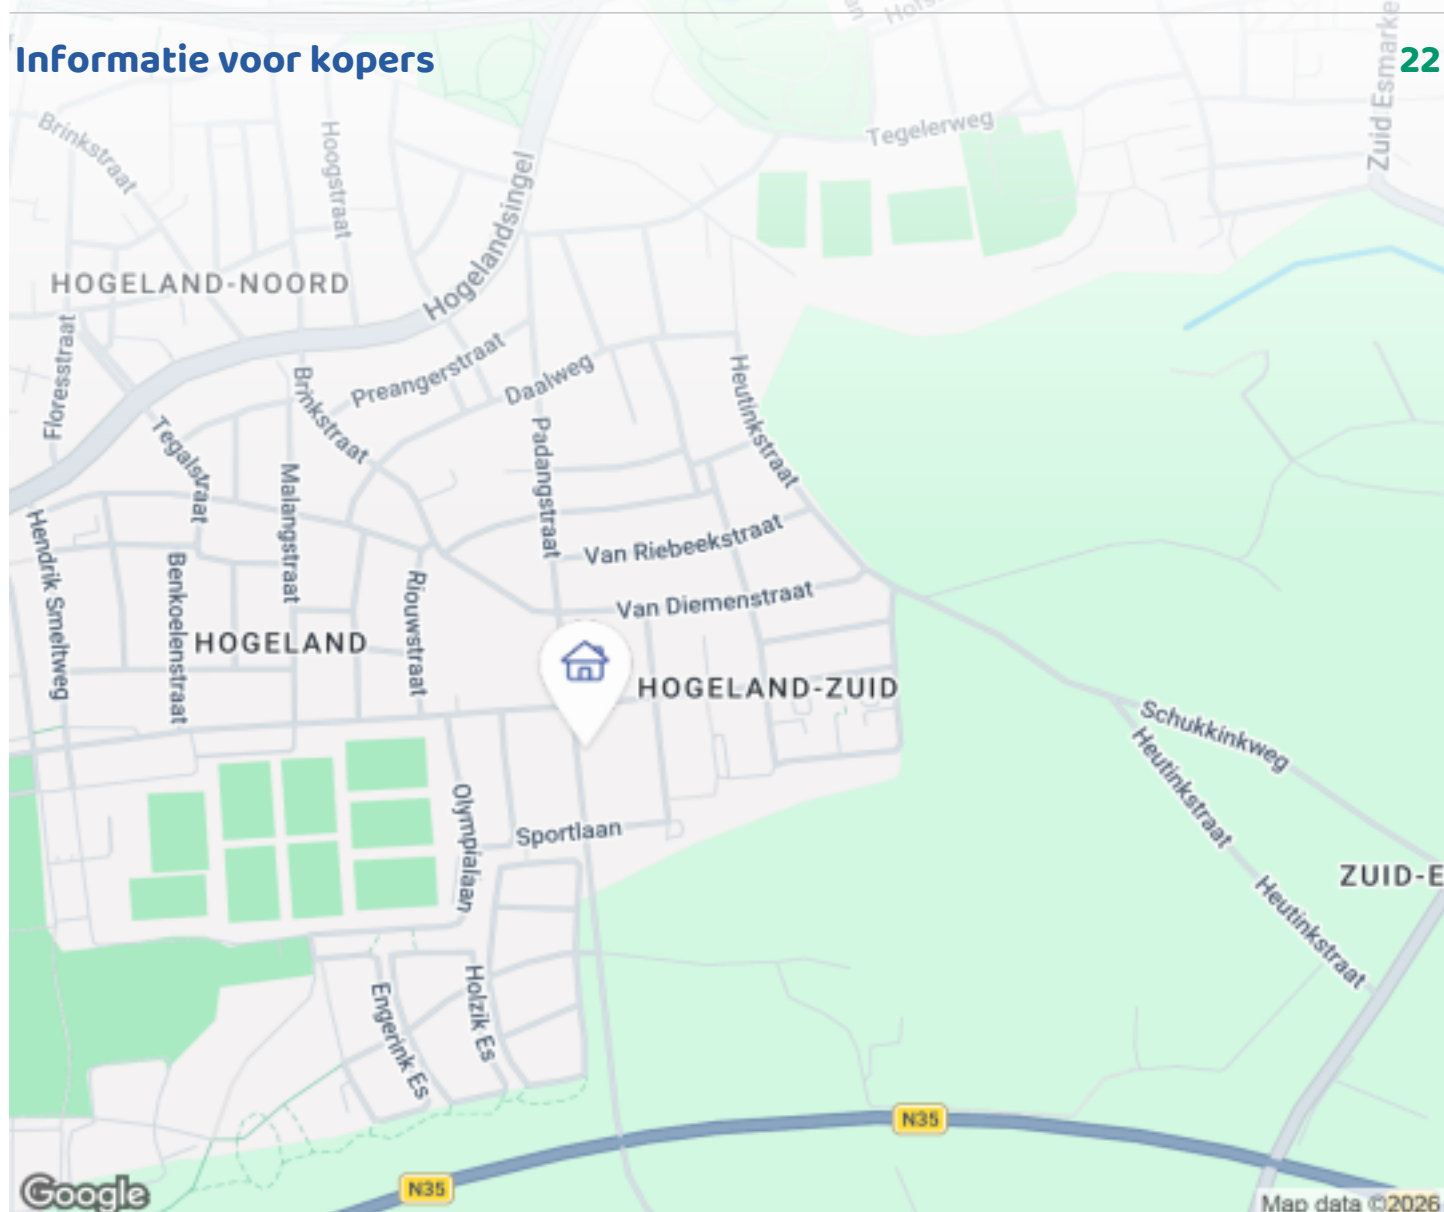 Informatie voor kopers
22
Tegelerweg
Zuid Esmarke
Brinkstraat
Hoogstraat
Hogelandsingel
HOGELAND-NOORD
Floresstraat
Preangerstraat
Daalweg
Heutinkstraat
Brinkstraat
Tegalstraat
Padangstraat
Malangstraat
Hendrik Smeltweg
Van Riebeekstraat
Benkoelenstraat
Riouwstraat
Van Diemenstraat
HOGELAND
HOGELAND-ZUID
Schukkinkweg
Heutinkstraat
Olympialaan
Sportlaan
ZUID-E
Heutinkstraat
Holzik Es
Engerink Es
N35
N35
Google
Map data ©2026